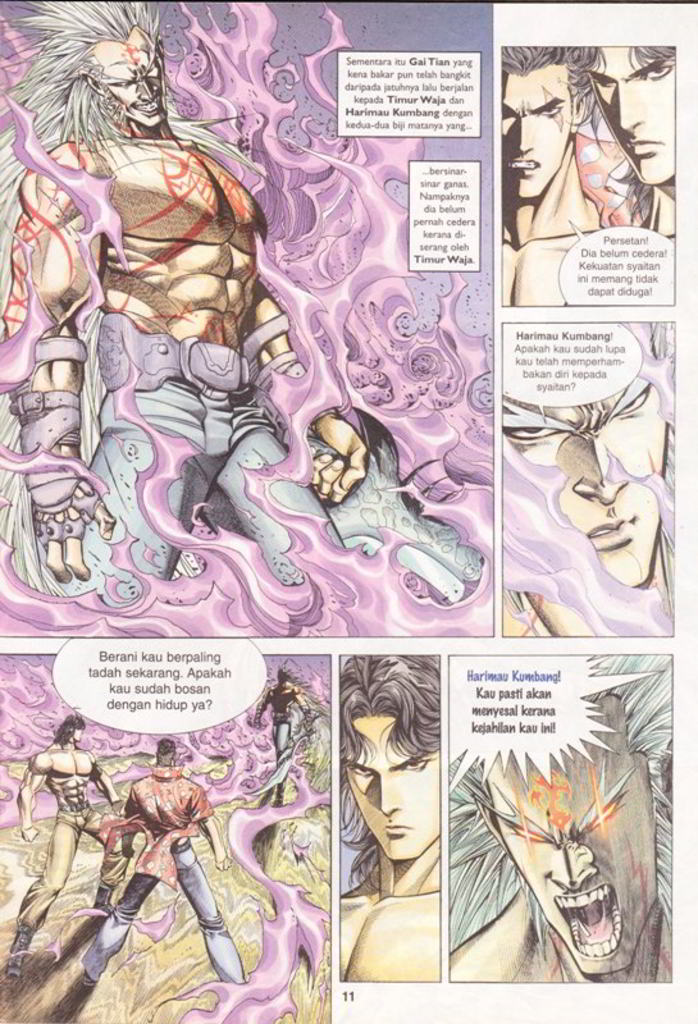 Sementara itu Gai Tian yang
kena bakar pun telah bangkit
daripada jatuhnya lalu berjalan
kepada Timur Waja dan
Harimau Kumbang dengan
kedua-dua biji matanya yang...
...bersinar-
sinar ganas.
Nampaknya
dia belum
pernah cedera
kerana di-
serang oleh
Timur Waja.
Persetan!
Dia belum cedera!
Kekuatan syaitan
ini memang tidak
dapat diduga!
Harimau Kumbang!
Apakah kau sudah lupa
kau telah memperham-
bakan diri kepada
syaitan?
Berani kau berpaling
tadah sekarang. Apakah
kau sudah bosan
dengan hidup ya?
Harimau Kumbang!
Kau pasti akan
menyesal kerana
kejahilan kau ini!
11